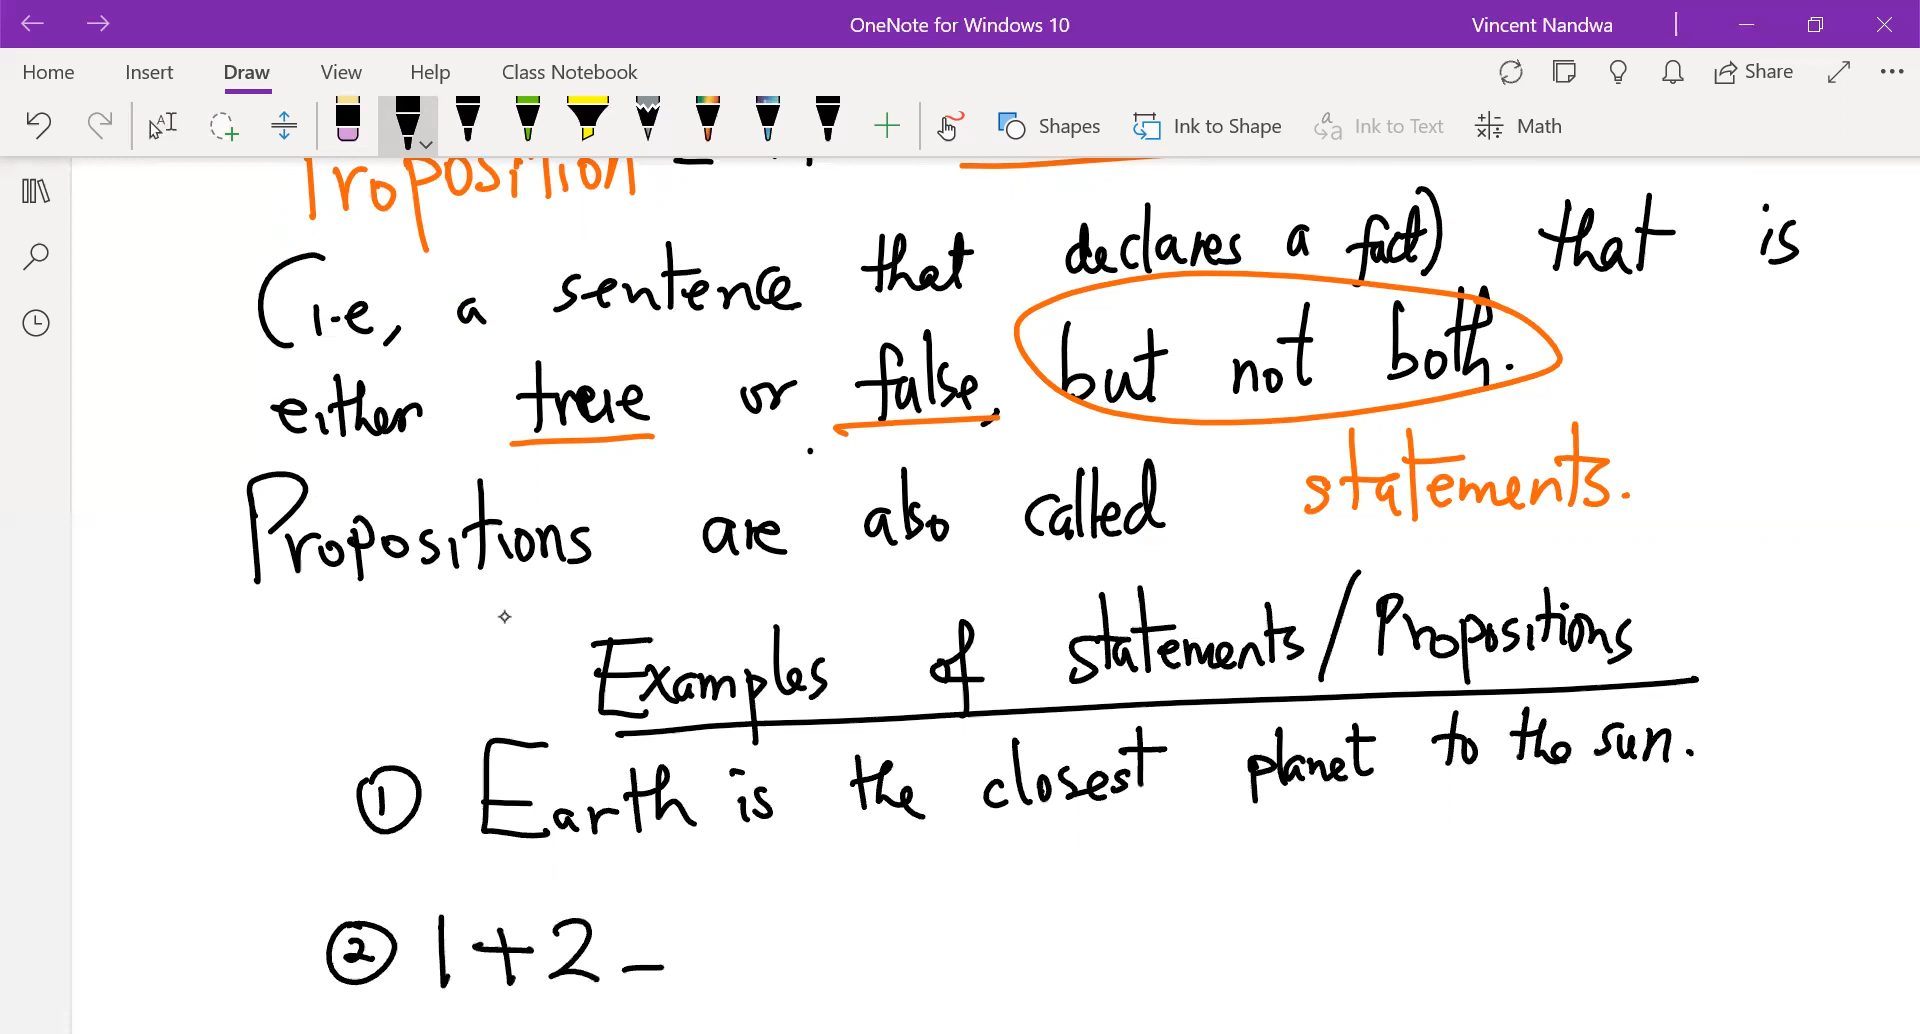 OneNote for Windows 10
Vincent Nandwa
Home Insert Draw View Help Class Notebook Share
Shapes Ink to Shape Ink to Text Math
Proposition
(i.e, a sentence that declares a fact) that is
either true or false, but not both.
Propositions are also called statements.
Examples of statements/Propositions
① Earth is the closest planet to the sun.
② 1+2 –